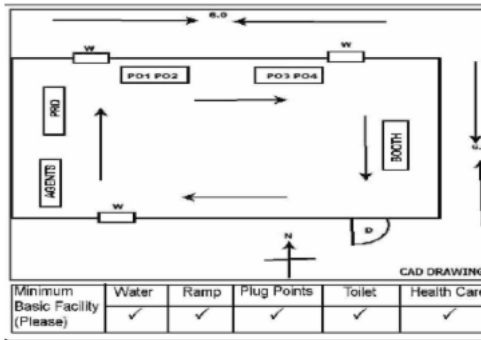 6.0
W
W
PO1 PO2
PO3 PO4
PRO
BOOTH
AGENTS
W
D
N
CAD DRAWING
Minimum Basic Facility (Please)
Water
Ramp
Plug Points
Toilet
Health Care
✓
✓
✓
✓
✓